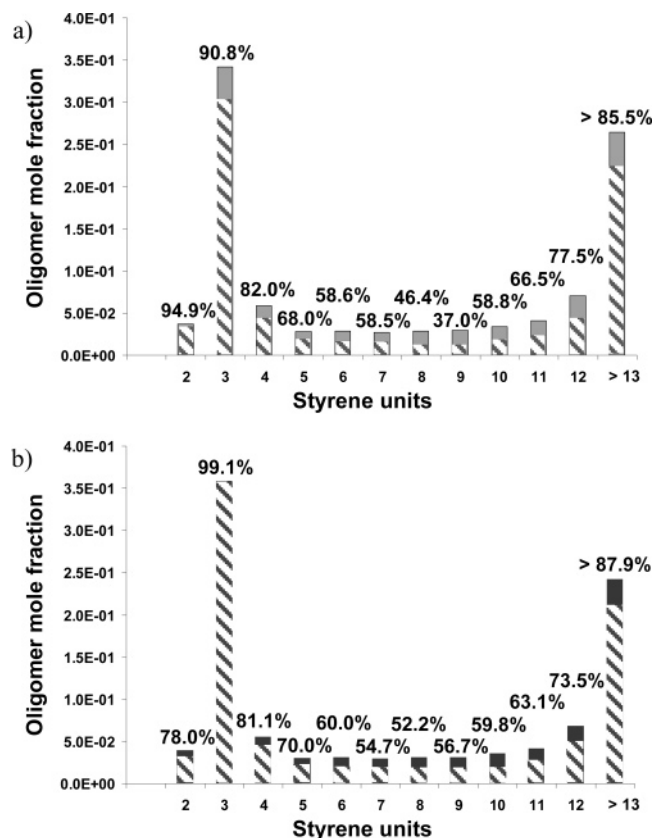 a)
Oligomer mole fraction
4.0E-01
3.5E-01
3.0E-01
2.5E-01
2.0E-01
1.5E-01
1.0E-01
5.0E-02
0.0E+00
94.9%
90.8%
82.0%
68.0%
58.6%
58.5%
46.4%
37.0%
58.8%
66.5%
77.5%
> 85.5%
2 3 4 5 6 7 8 9 10 11 12 > 13
Styrene units
b)
Oligomer mole fraction
4.0E-01
3.5E-01
3.0E-01
2.5E-01
2.0E-01
1.5E-01
1.0E-01
5.0E-02
0.0E+00
78.0%
99.1%
81.1%
70.0%
60.0%
54.7%
52.2%
56.7%
59.8%
63.1%
73.5%
> 87.9%
2 3 4 5 6 7 8 9 10 11 12 > 13
Styrene units